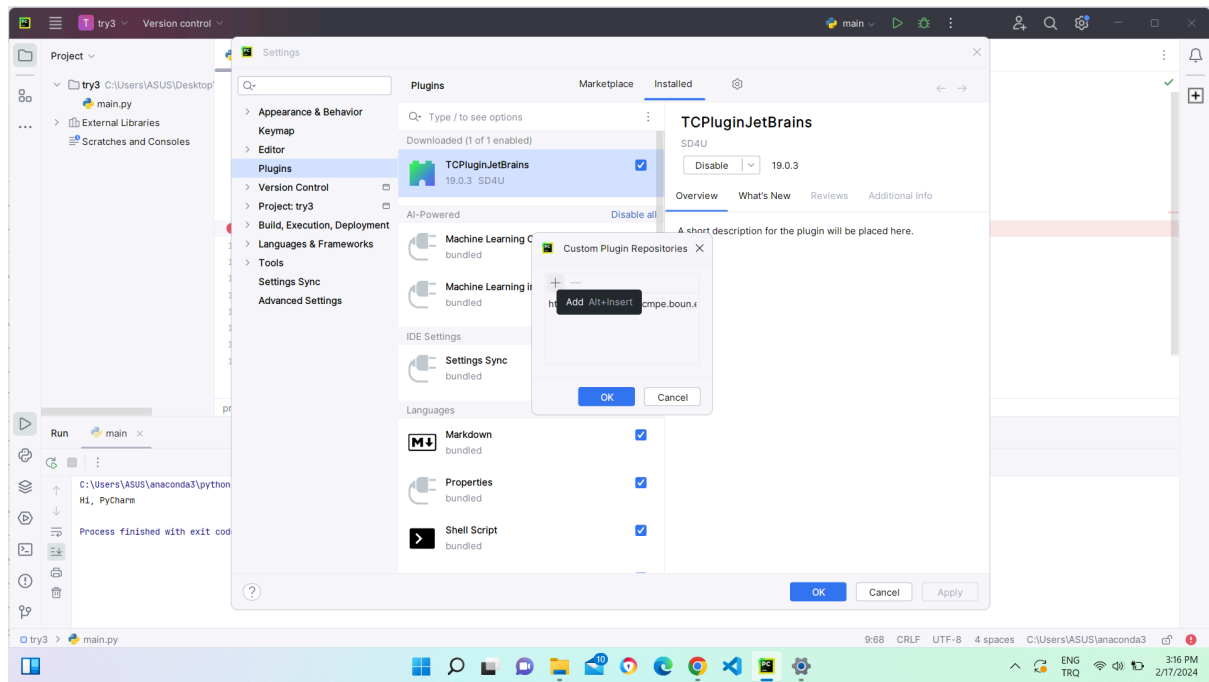 T try3 Version control main
Project
try3 C:\Users\ASUS\Desktop
main.py
External Libraries
Scratches and Consoles
Settings
Appearance & Behavior
Keymap
Editor
Plugins
Version Control
Project: try3
Build, Execution, Deployment
Languages & Frameworks
Tools
Settings Sync
Advanced Settings
Plugins Marketplace Installed
Type / to see options
Downloaded (1 of 1 enabled)
TCPluginJetBrains
19.0.3 SD4U
AI-Powered Disable all
Machine Learning
bundled
Machine Learning
bundled
IDE Settings
Settings Sync
bundled
Languages
Markdown
bundled
Properties
bundled
Shell Script
bundled
TCPluginJetBrains
SD4U
Disable 19.0.3
Overview What's New Reviews Additional Info
A short description for the plugin will be placed here.
Custom Plugin Repositories
Add Alt+Insert
cmpe.boun.e
OK Cancel
? OK Cancel Apply
Run main
C:\Users\ASUS\anaconda3\python
Hi, PyCharm
Process finished with exit code
try3 > main.py 9:68 CRLF UTF-8 4 spaces C:\Users\ASUS\anaconda3
10
ENG
TRQ
3:16 PM
2/17/2024